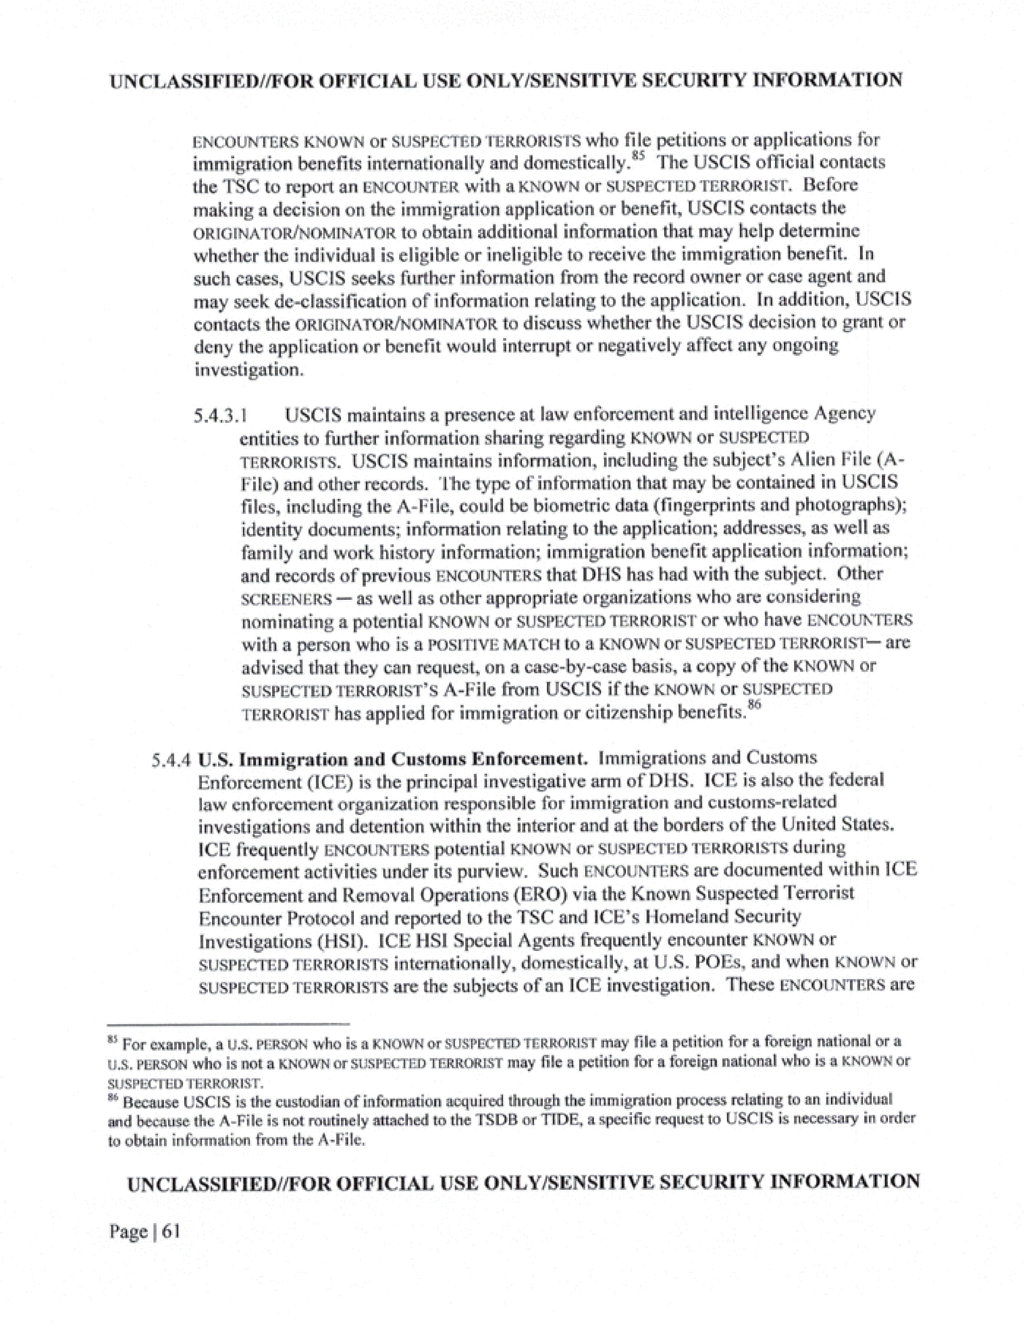 UNCLASSIFIED//FOR OFFICIAL USE ONLY/SENSITIVE SECURITY INFORMATION
ENCOUNTERS KNOWN or SUSPECTED TERRORISTS who file petitions or applications for
immigration benefits internationally and domestically.85 The USCIS official contacts
the TSC to report an ENCOUNTER with a KNOWN or SUSPECTED TERRORIST. Before
making a decision on the immigration application or benefit, USCIS contacts the
ORIGINATOR/NOMINATOR to obtain additional information that may help determine
whether the individual is eligible or ineligible to receive the immigration benefit. In
such cases, USCIS seeks further information from the record owner or case agent and
may seek de-classification of information relating to the application. In addition, USCIS
contacts the ORIGINATOR/NOMINATOR to discuss whether the USCIS decision to grant or
deny the application or benefit would interrupt or negatively affect any ongoing
investigation.
5.4.3.1 USCIS maintains a presence at law enforcement and intelligence Agency
entities to further information sharing regarding KNOWN or SUSPECTED
TERRORISTS. USCIS maintains information, including the subject's Alien File (A-
File) and other records. The type of information that may be contained in USCIS
files, including the A-File, could be biometric data (fingerprints and photographs);
identity documents; information relating to the application; addresses, as well as
family and work history information; immigration benefit application information;
and records of previous ENCOUNTERS that DHS has had with the subject. Other
SCREENERS — as well as other appropriate organizations who are considering
nominating a potential KNOWN or SUSPECTED TERRORIST or who have ENCOUNTERS
with a person who is a POSITIVE MATCH to a KNOWN or SUSPECTED TERRORIST— are
advised that they can request, on a case-by-case basis, a copy of the KNOWN or
SUSPECTED TERRORIST'S A-File from USCIS if the KNOWN or SUSPECTED
TERRORIST has applied for immigration or citizenship benefits.86
5.4.4 U.S. Immigration and Customs Enforcement. Immigrations and Customs
Enforcement (ICE) is the principal investigative arm of DHS. ICE is also the federal
law enforcement organization responsible for immigration and customs-related
investigations and detention within the interior and at the borders of the United States.
ICE frequently ENCOUNTERS potential KNOWN or SUSPECTED TERRORISTS during
enforcement activities under its purview. Such ENCOUNTERS are documented within ICE
Enforcement and Removal Operations (ERO) via the Known Suspected Terrorist
Encounter Protocol and reported to the TSC and ICE's Homeland Security
Investigations (HSI). ICE HSI Special Agents frequently encounter KNOWN or
SUSPECTED TERRORISTS internationally, domestically, at U.S. POEs, and when KNOWN or
SUSPECTED TERRORISTS are the subjects of an ICE investigation. These ENCOUNTERS are
85 For example, a U.S. PERSON who is a KNOWN or SUSPECTED TERRORIST may file a petition for a foreign national or a
U.S. PERSON who is not a KNOWN or SUSPECTED TERRORIST may file a petition for a foreign national who is a KNOWN or
SUSPECTED TERRORIST.
86 Because USCIS is the custodian of information acquired through the immigration process relating to an individual
and because the A-File is not routinely attached to the TSDB or TIDE, a specific request to USCIS is necessary in order
to obtain information from the A-File.
UNCLASSIFIED//FOR OFFICIAL USE ONLY/SENSITIVE SECURITY INFORMATION
Page | 61